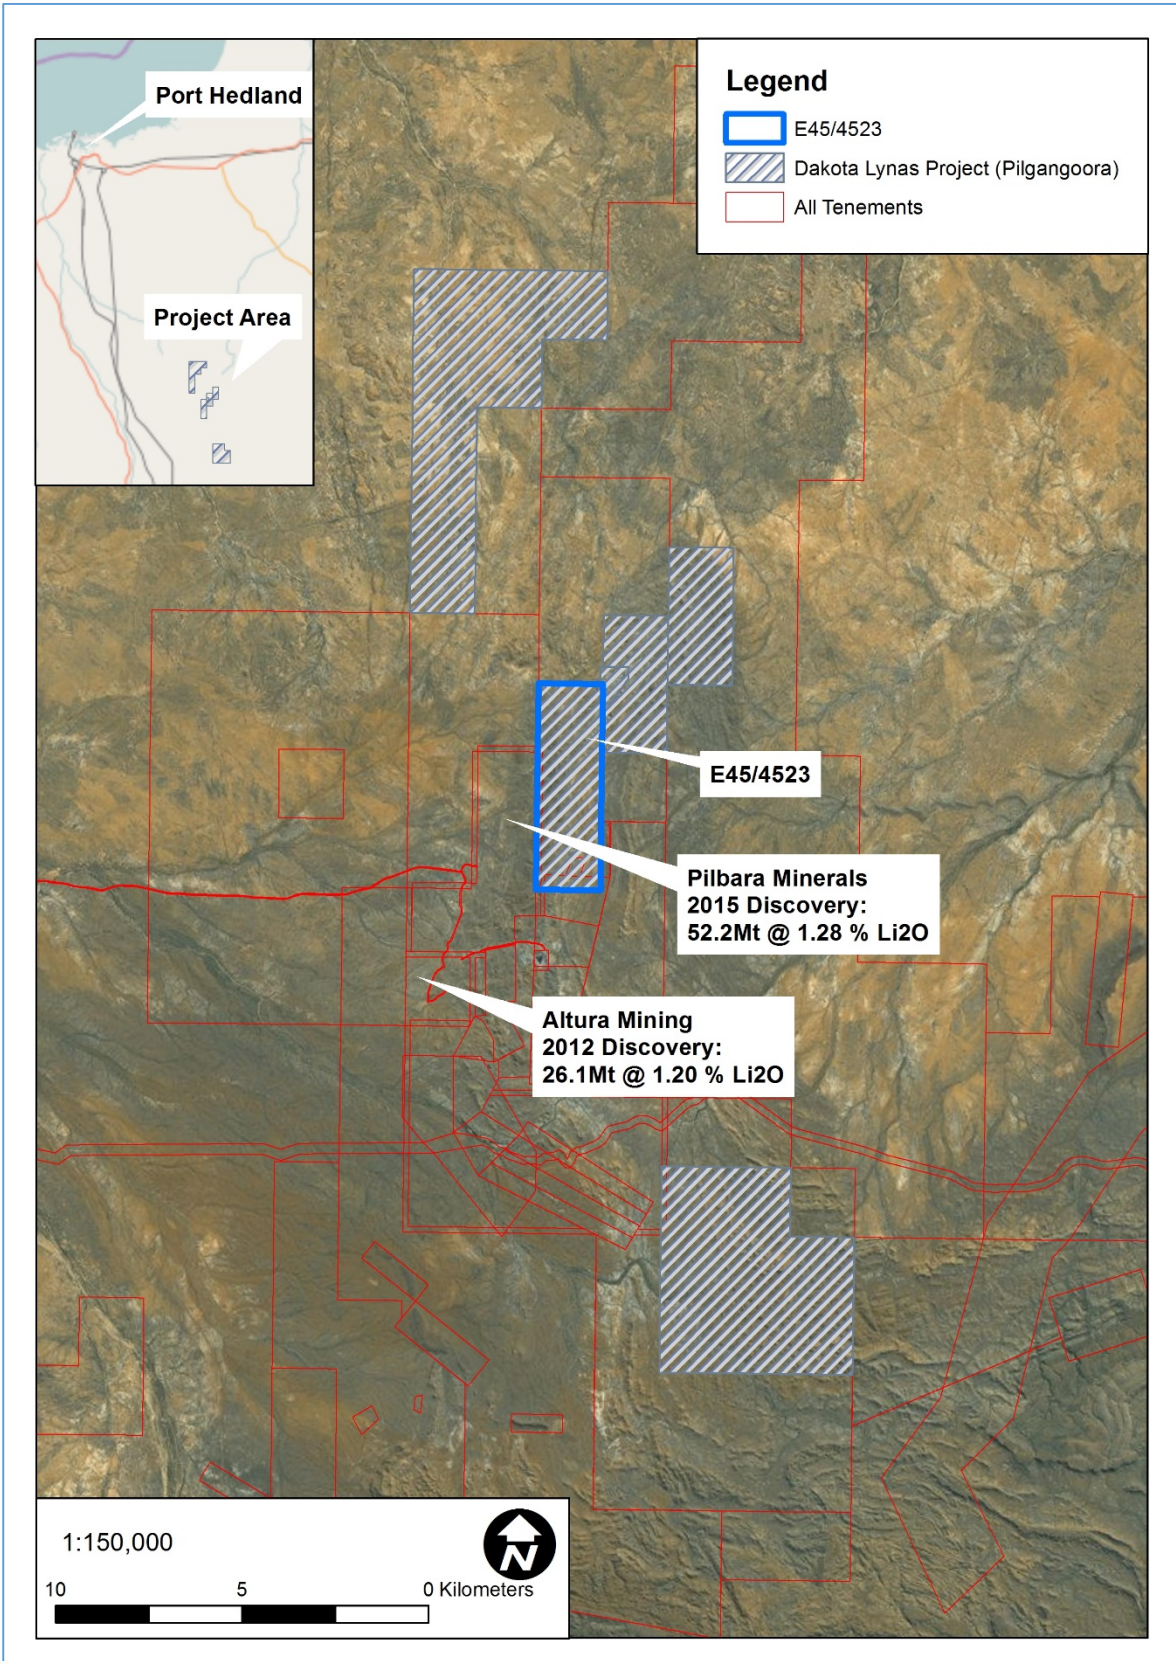 Port Hedland
Project Area
Legend
E45/4523
Dakota Lynas Project (Pilgangoora)
All Tenements
E45/4523
Pilbara Minerals
2015 Discovery:
52.2Mt @ 1.28 % Li2O
Altura Mining
2012 Discovery:
26.1Mt @ 1.20 % Li2O
1:150,000
N
10 5 0 Kilometers